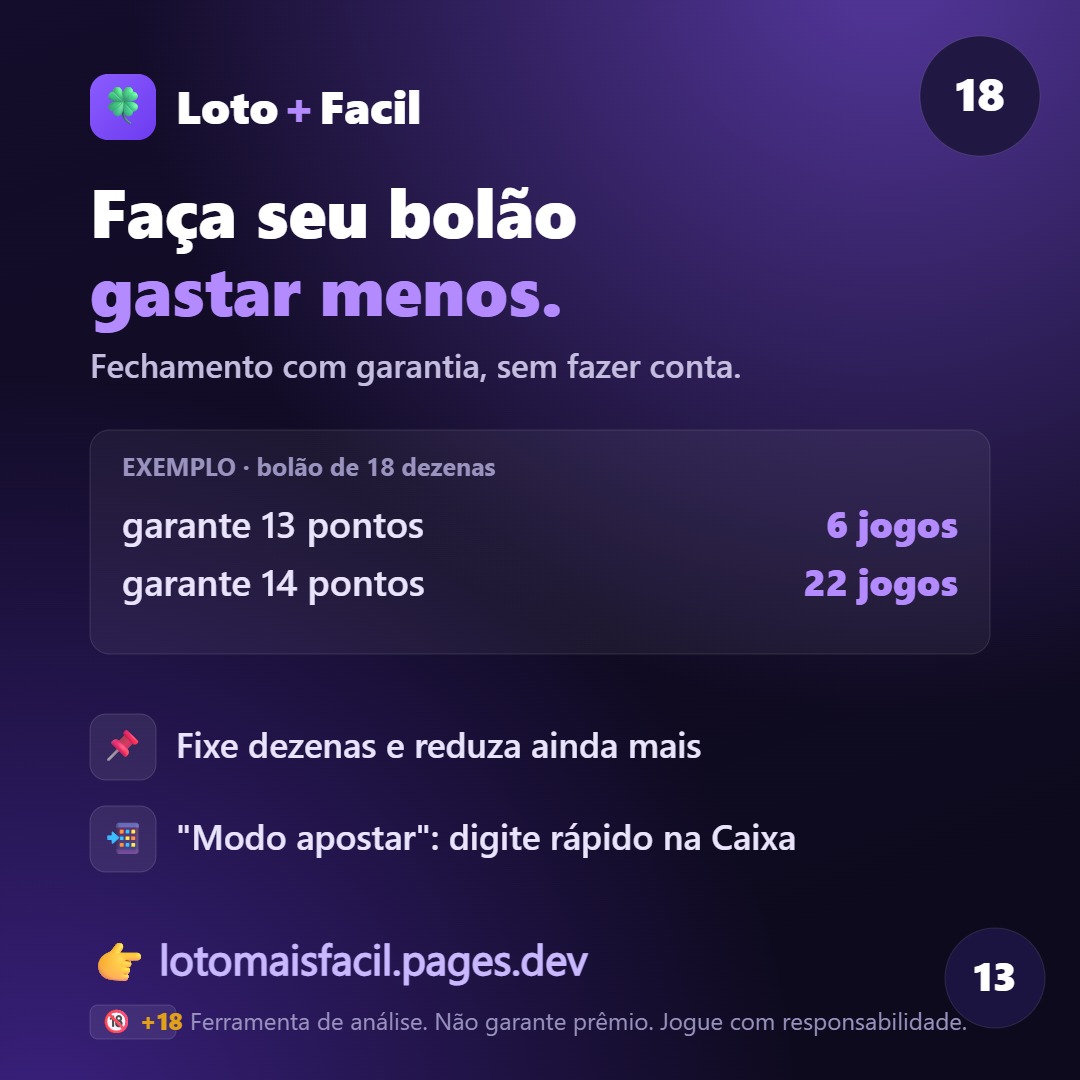 Loto+Facil
18
Faça seu bolão
gastar menos.
Fechamento com garantia, sem fazer conta.
EXEMPLO · bolão de 18 dezenas
garante 13 pontos 6 jogos
garante 14 pontos 22 jogos
Fixe dezenas e reduza ainda mais
"Modo apostar": digite rápido na Caixa
lotomaisfacil.pages.dev
13
18 +18 Ferramenta de análise. Não garante prêmio. Jogue com responsabilidade.